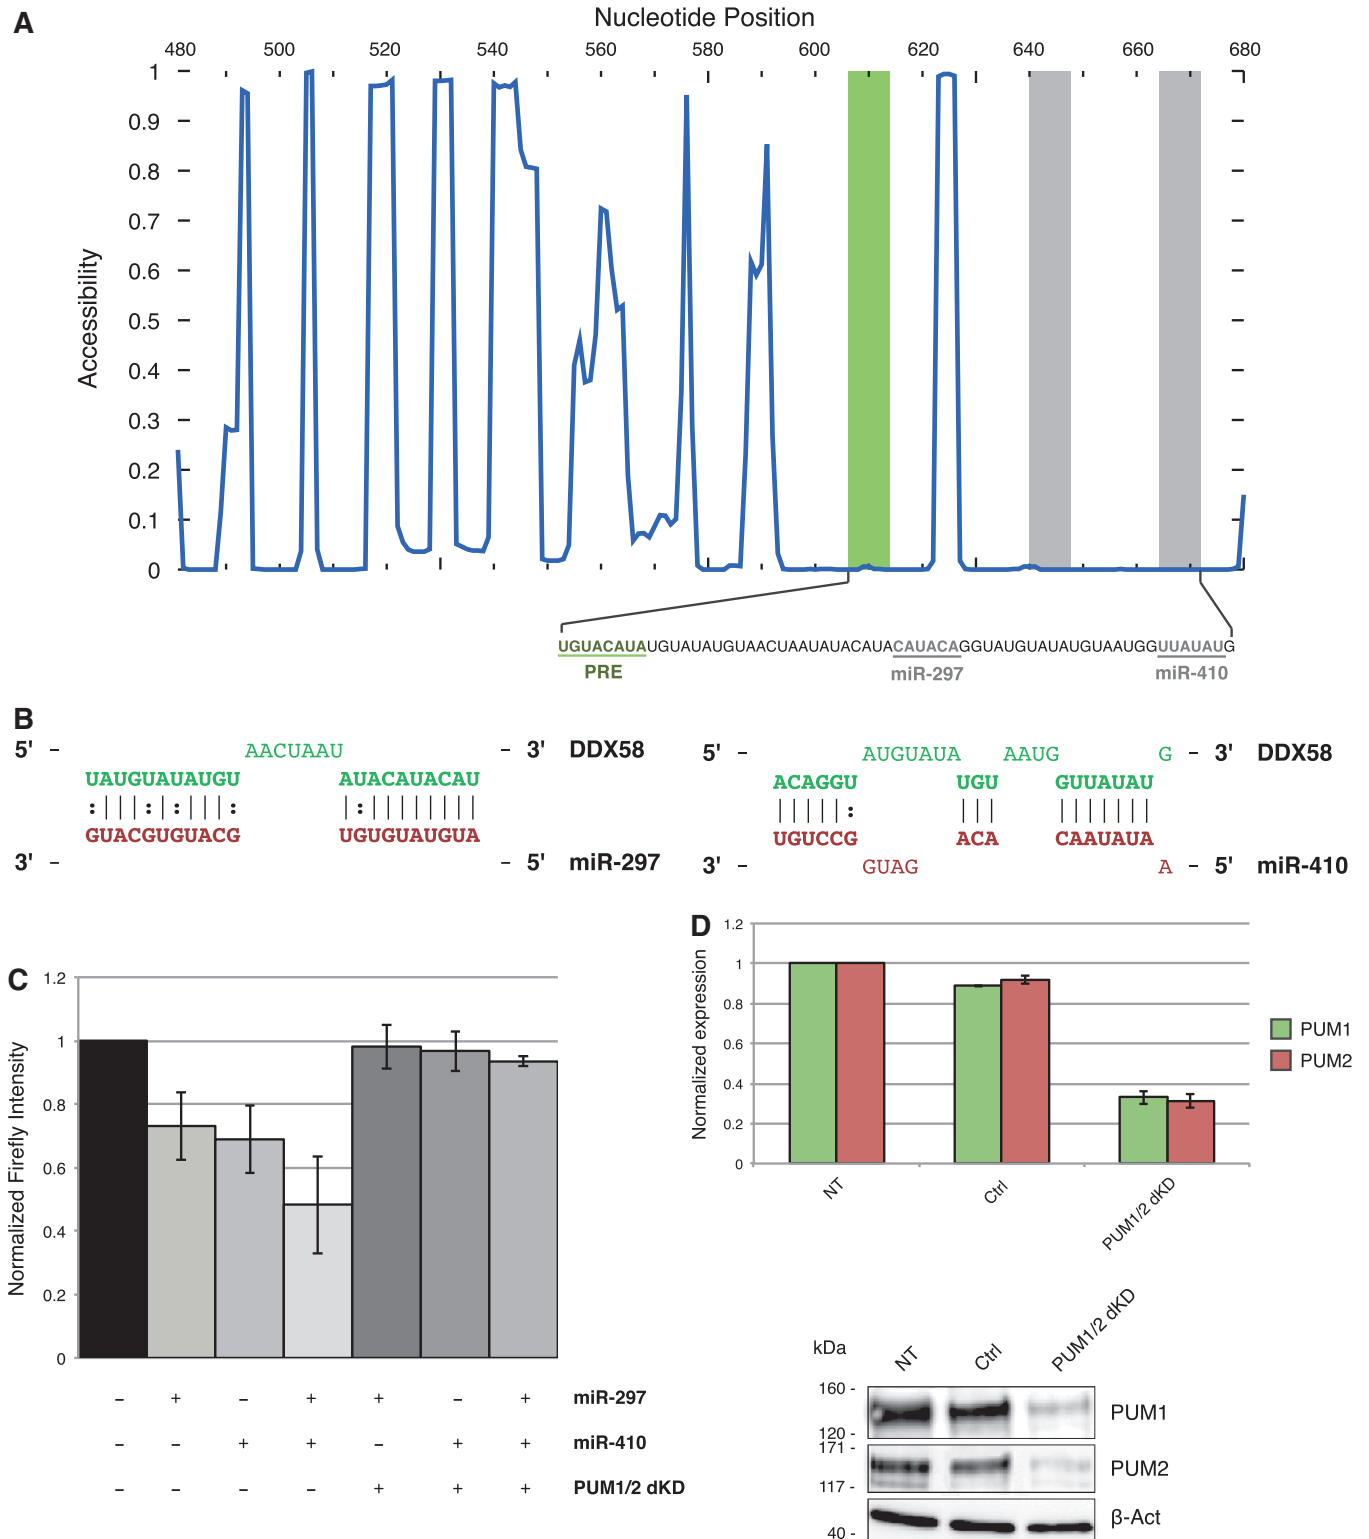 A
Nucleotide Position
480 500 520 540 560 580 600 620 640 660 680
Accessibility
1
0.9
0.8
0.7
0.6
0.5
0.4
0.3
0.2
0.1
0
UGUACAUAUGUAUAUGUAACUAAUAUACAUACAUACAGGUAUGUAUAUGUAAUGGUUAUAUG
PRE miR-297 miR-410
B
5' – AACUAAU – 3' DDX58
UAUGUAUAUGU AUACAUACAU
GUACGUGUACG UGUGUAUGUA
3' – – 5' miR-297
5' – AUGUAUA AAUG G – 3' DDX58
ACAGGU UGU GUUAUAU
UGUCCG ACA CAAUAUA
3' – GUAG A – 5' miR-410
C
Normalized Firefly Intensity
1.2
1
0.8
0.6
0.4
0.2
0
– + – + + – + miR-297
– – + + – + + miR-410
– – – – + + + PUM1/2 dKD
D
Normalized expression
1.2
1
0.8
0.6
0.4
0.2
0
NT Ctrl PUM1/2 dKD
PUM1
PUM2
kDa NT Ctrl PUM1/2 dKD
160 -
120 -
PUM1
171 -
117 -
PUM2
40 -
β-Act